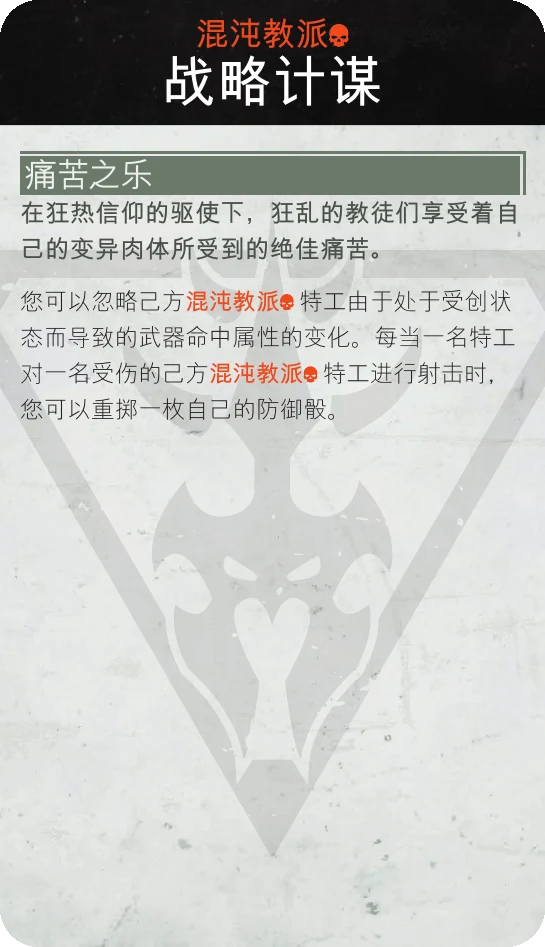 混沌教派
战略计谋
痛苦之乐
在狂热信仰的驱使下，狂乱的教徒们享受着自
己的变异肉体所受到的绝佳痛苦。
您可以忽略己方混沌教派特工由于处于受创状
态而导致的武器命中属性的变化。每当一名特工
对一名受伤的己方混沌教派特工进行射击时，
您可以重掷一枚自己的防御骰。